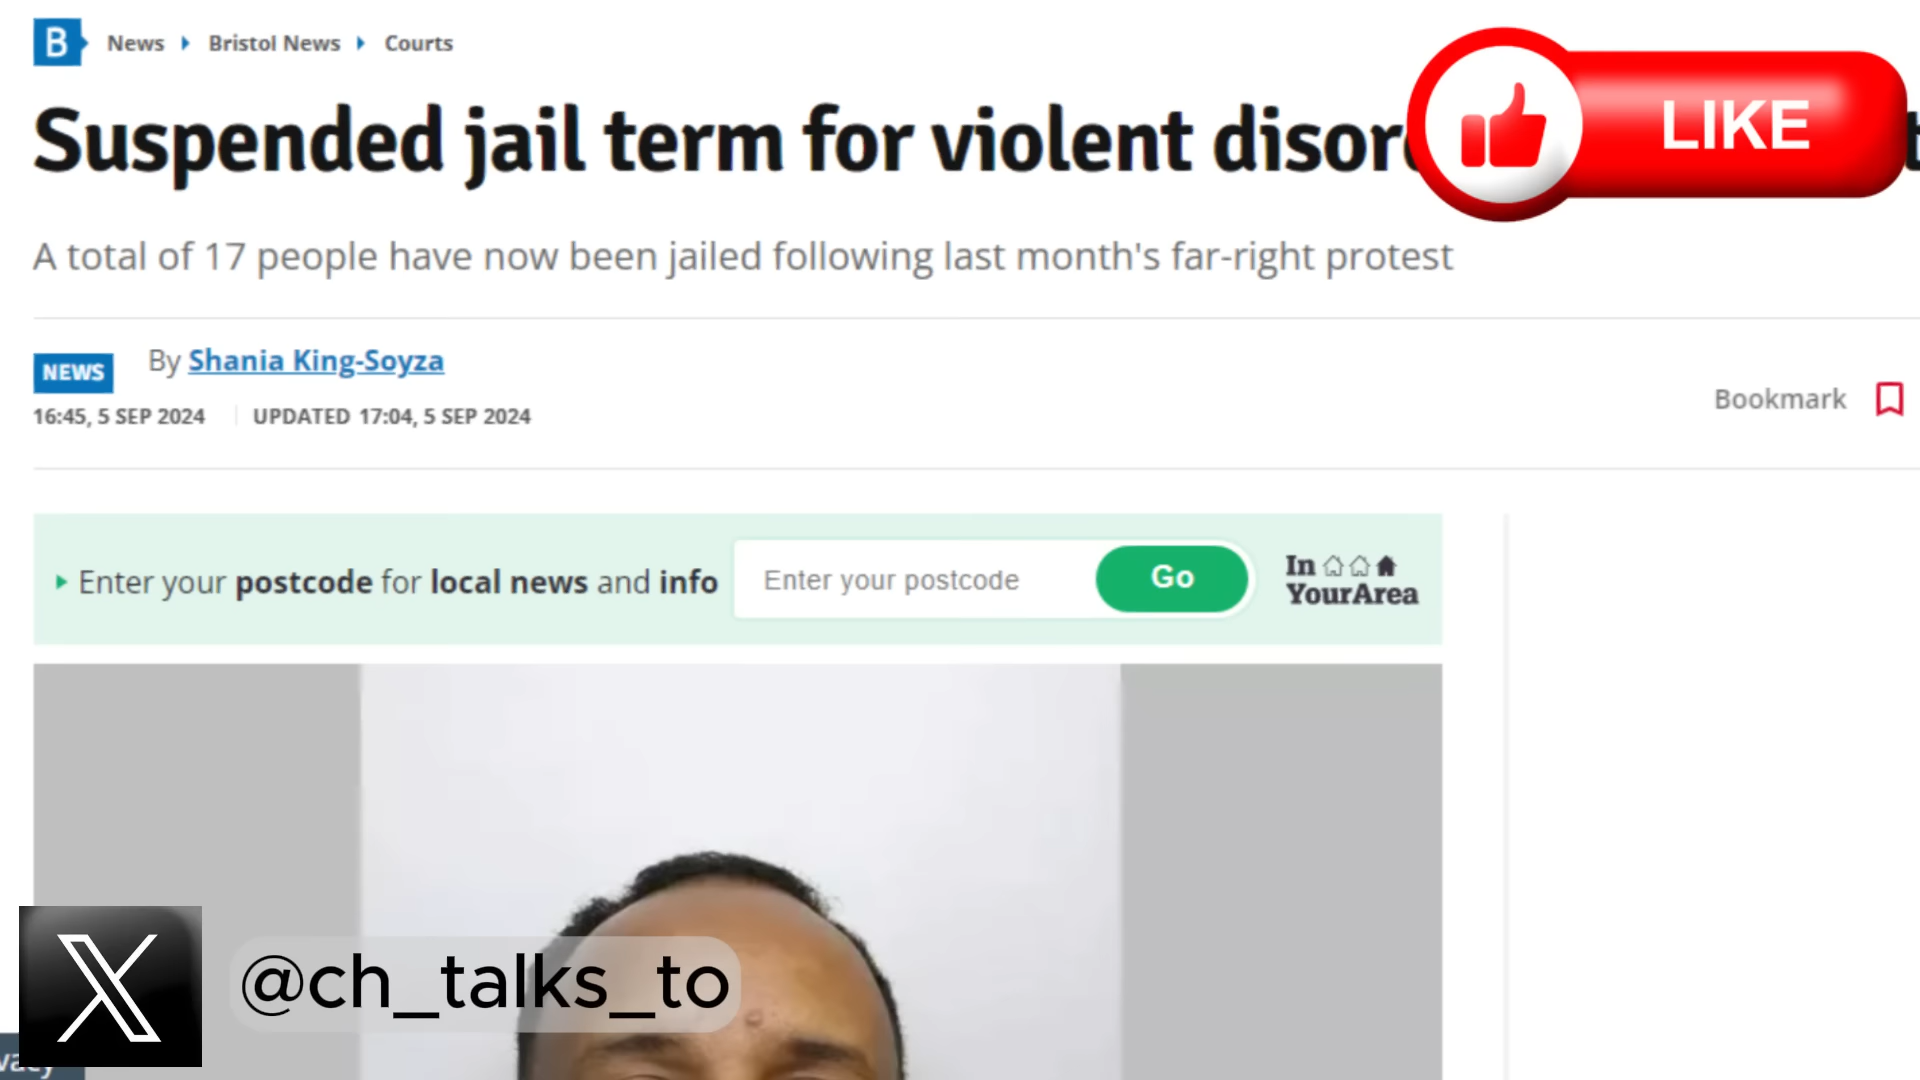 B News Bristol News Courts
Suspended jail term for violent
LIKE
A total of 17 people have now been jailed following last month's far-right protest
NEWS By Shania King-Soyza
16:45, 5 SEP 2024 UPDATED 17:04, 5 SEP 2024
Bookmark
Enter your postcode for local news and info
Enter your postcode
Go
In
YourArea
@ch_talks_to